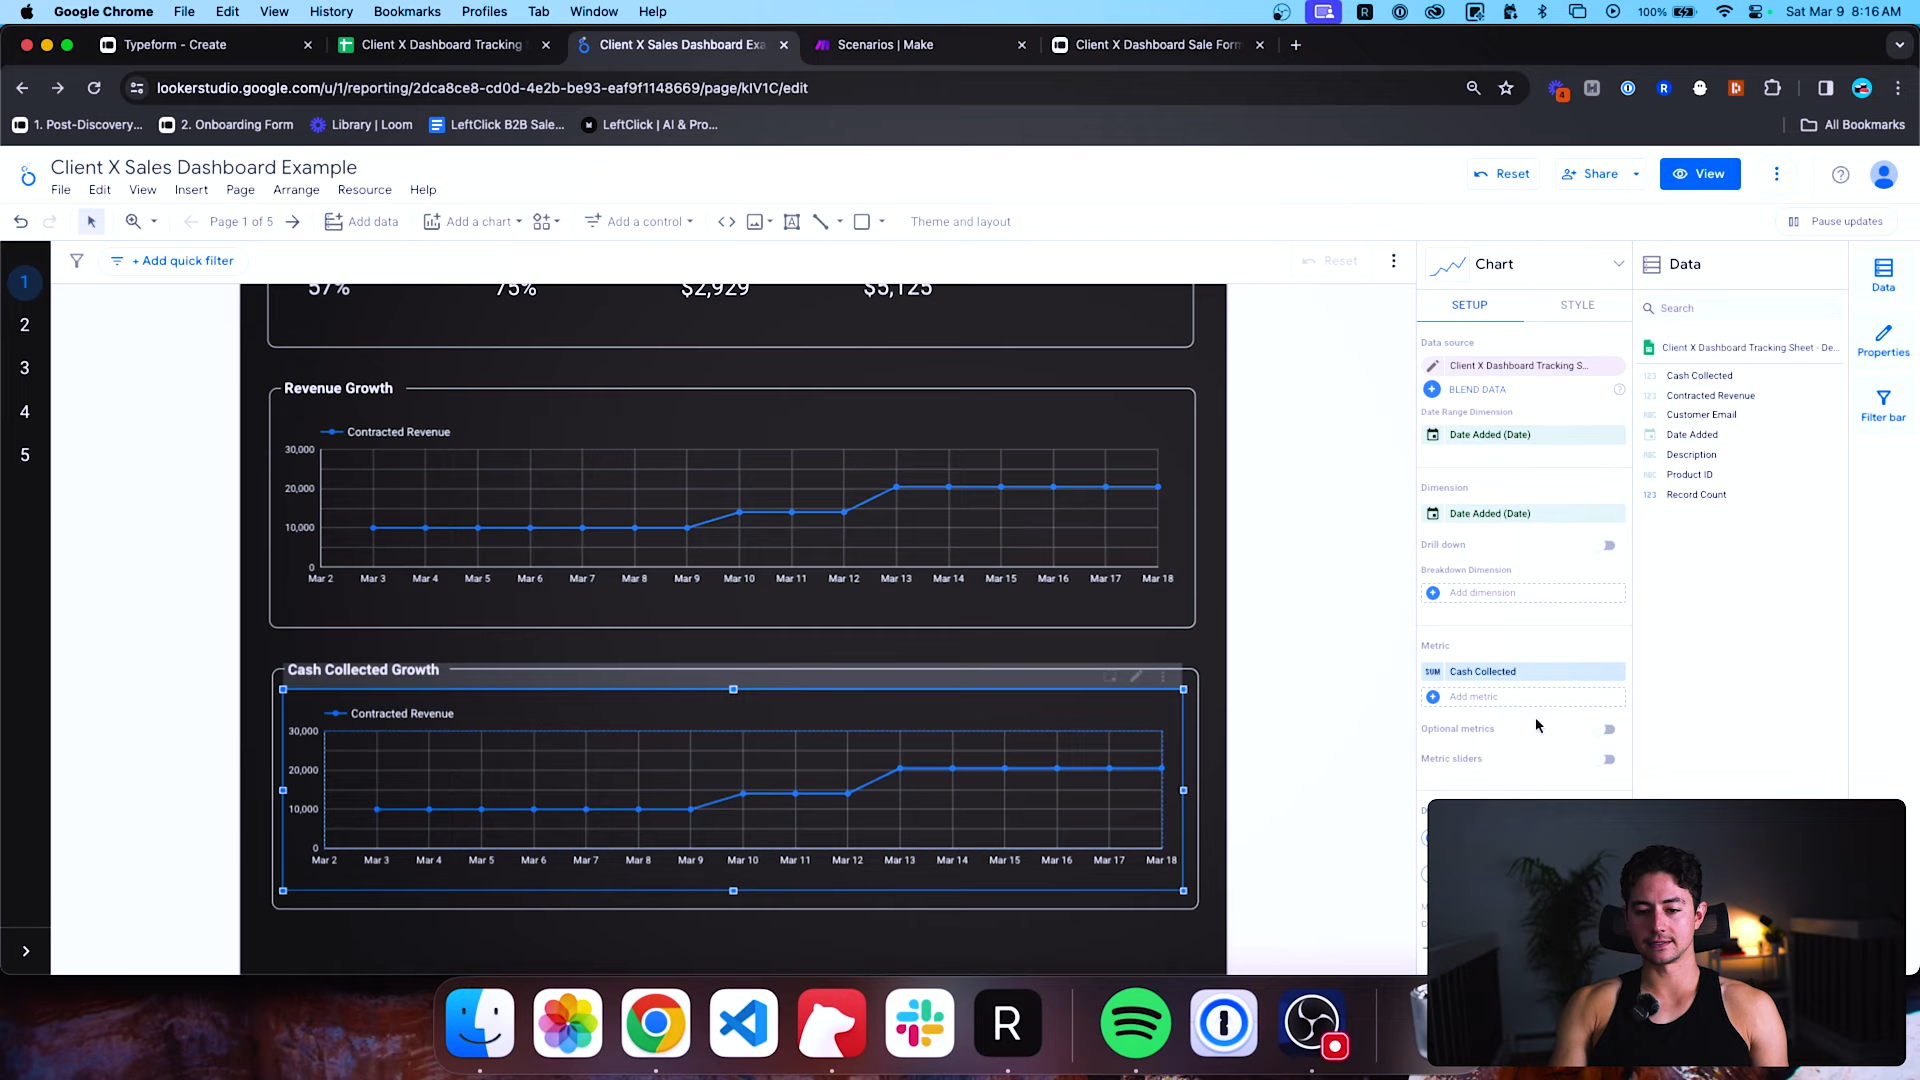 Google Chrome File Edit View History Bookmarks Profiles Tab Window Help 100% Sat Mar 9 8:16 AM
Typeform - Create
Client X Dashboard Tracking
Client X Sales Dashboard Exa
Scenarios | Make
Client X Dashboard Sale Form
lookerstudio.google.com/u/1/reporting/2dca8ce8-cd0d-4e2b-be93-eaf9f1148669/page/kIV1C/edit
4
1. Post-Discovery...
2. Onboarding Form
Library | Loom
LeftClick B2B Sale...
LeftClick | AI & Pro...
All Bookmarks
Client X Sales Dashboard Example
File Edit View Insert Page Arrange Resource Help
Reset
Share
View
Page 1 of 5
Add data
Add a chart
Add a control
Theme and layout
Pause updates
+ Add quick filter
Reset
1
2
3
4
5
57% 75% $2,929 $5,125
Revenue Growth
Contracted Revenue
30,000
20,000
10,000
0
Mar 2 Mar 3 Mar 4 Mar 5 Mar 6 Mar 7 Mar 8 Mar 9 Mar 10 Mar 11 Mar 12 Mar 13 Mar 14 Mar 15 Mar 16 Mar 17 Mar 18
Cash Collected Growth
Contracted Revenue
30,000
20,000
10,000
0
Mar 2 Mar 3 Mar 4 Mar 5 Mar 6 Mar 7 Mar 8 Mar 9 Mar 10 Mar 11 Mar 12 Mar 13 Mar 14 Mar 15 Mar 16 Mar 17 Mar 18
Chart
SETUP STYLE
Data source
Client X Dashboard Tracking S...
BLEND DATA
Date Range Dimension
Date Added (Date)
Dimension
Date Added (Date)
Drill down
Breakdown Dimension
Add dimension
Metric
SUM Cash Collected
Add metric
Optional metrics
Metric sliders
Data
Search
Client X Dashboard Tracking Sheet - De...
123 Cash Collected
123 Contracted Revenue
RBC Customer Email
Date Added
RBC Description
RBC Product ID
123 Record Count
Data
Properties
Filter bar
R